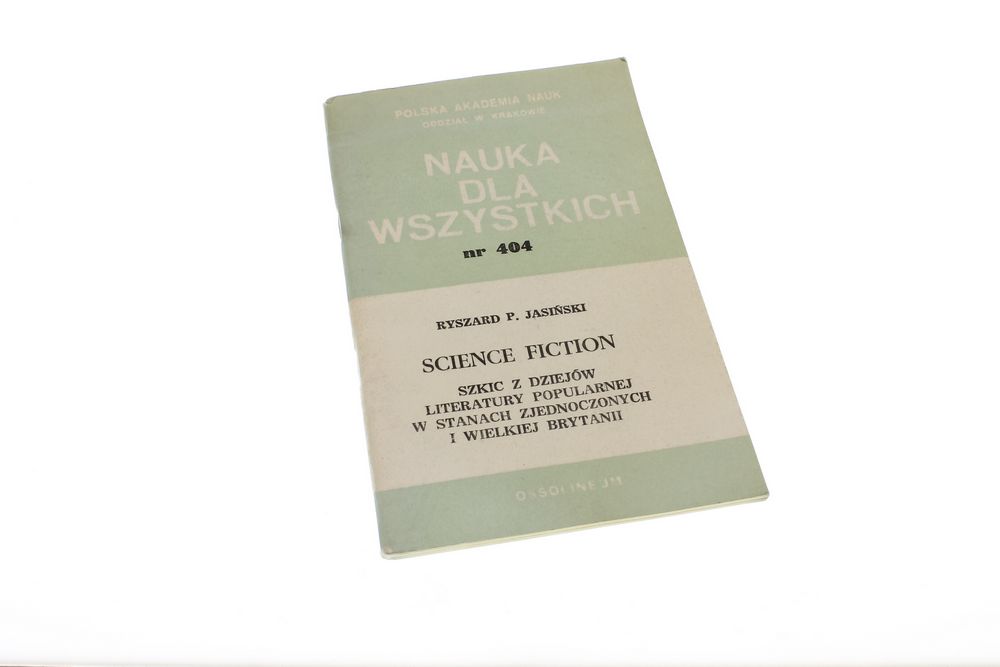 POLSKA AKADEMIA NAUK
ODDZIAŁ W KRAKOWIE
NAUKA
DLA
WSZYSTKICH
nr 404
RYSZARD P. JASIŃSKI
SCIENCE FICTION
SZKIC Z DZIEJÓW
LITERATURY POPULARNEJ
W STANACH ZJEDNOCZONYCH
I WIELKIEJ BRYTANII
OSSOLINEUM